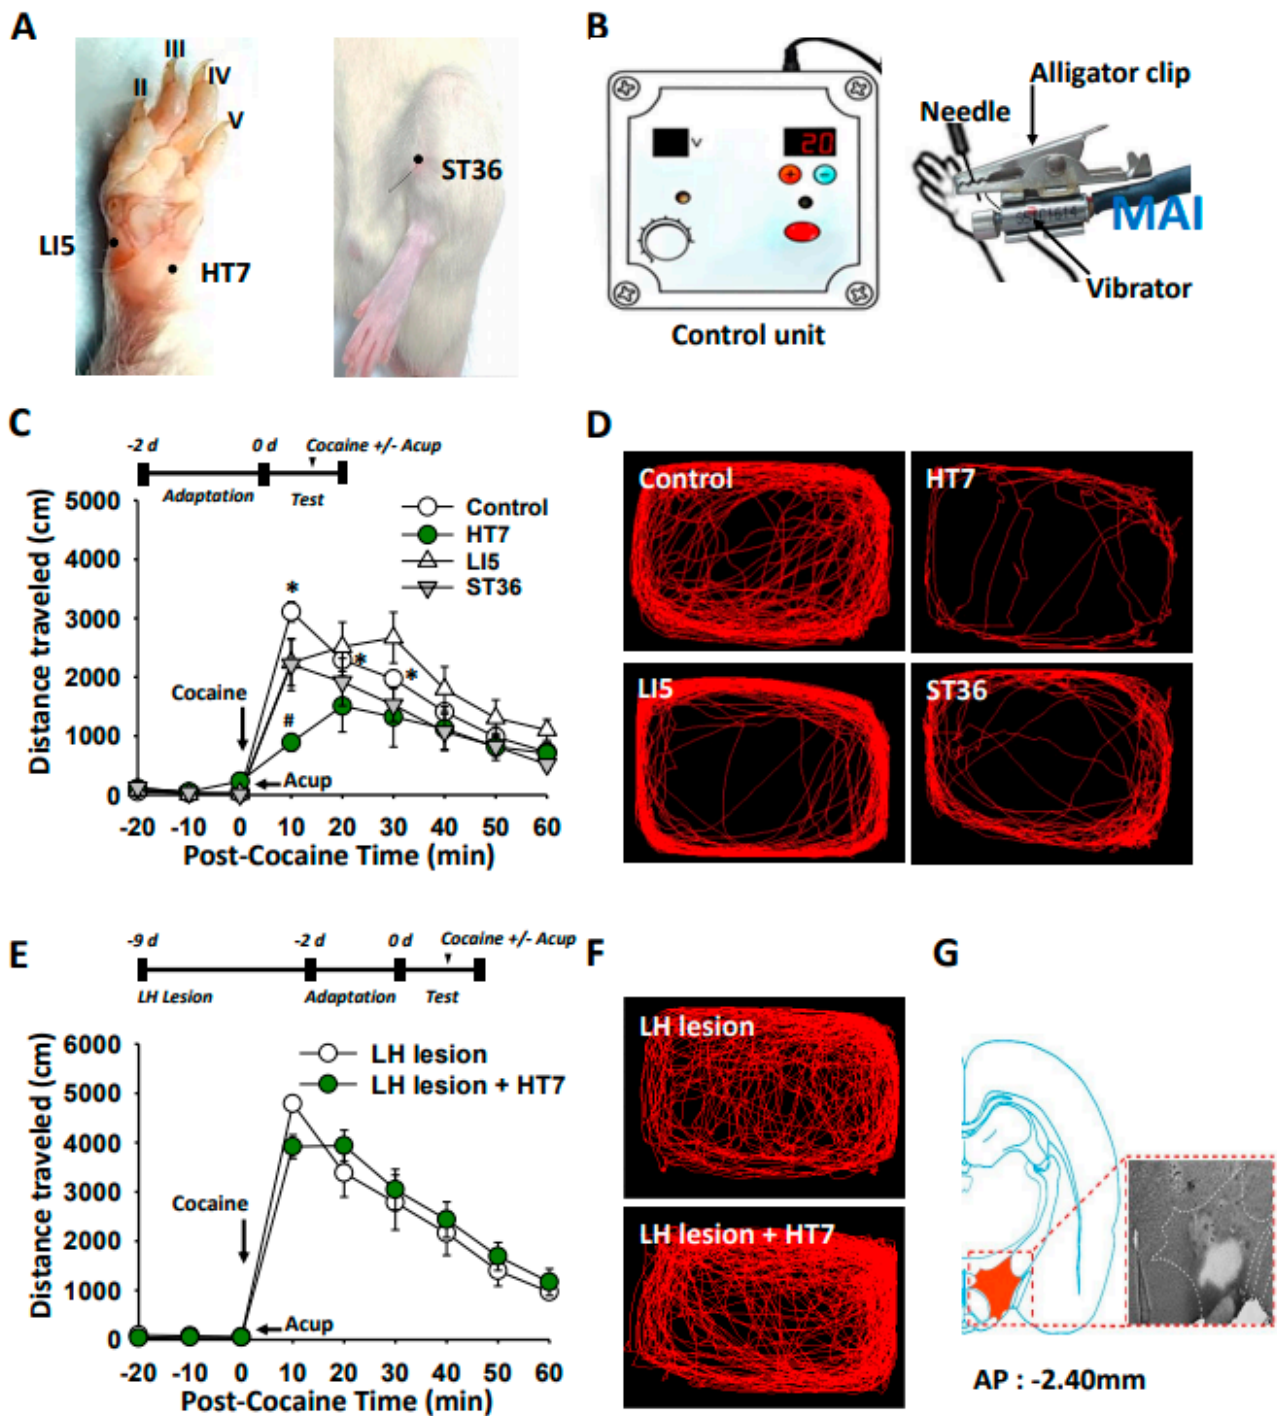 A
III
II
IV
V
LI5
HT7
ST36
B
20
V
+
-
Control unit
Alligator clip
Needle
MAI
Vibrator
C
-2 d
0 d
Cocaine +/- Acup
Adaptation
Test
Distance traveled (cm)
5000
4000
3000
2000
1000
0
Control
HT7
LI5
ST36
*
*
*
#
Cocaine
Acup
-20 -10 0 10 20 30 40 50 60
Post-Cocaine Time (min)
D
Control
HT7
LI5
ST36
E
-9 d
-2 d
0 d
Cocaine +/- Acup
LH Lesion
Adaptation
Test
Distance traveled (cm)
6000
5000
4000
3000
2000
1000
0
LH lesion
LH lesion + HT7
Cocaine
Acup
-20 -10 0 10 20 30 40 50 60
Post-Cocaine Time (min)
F
LH lesion
LH lesion + HT7
G
AP : -2.40mm